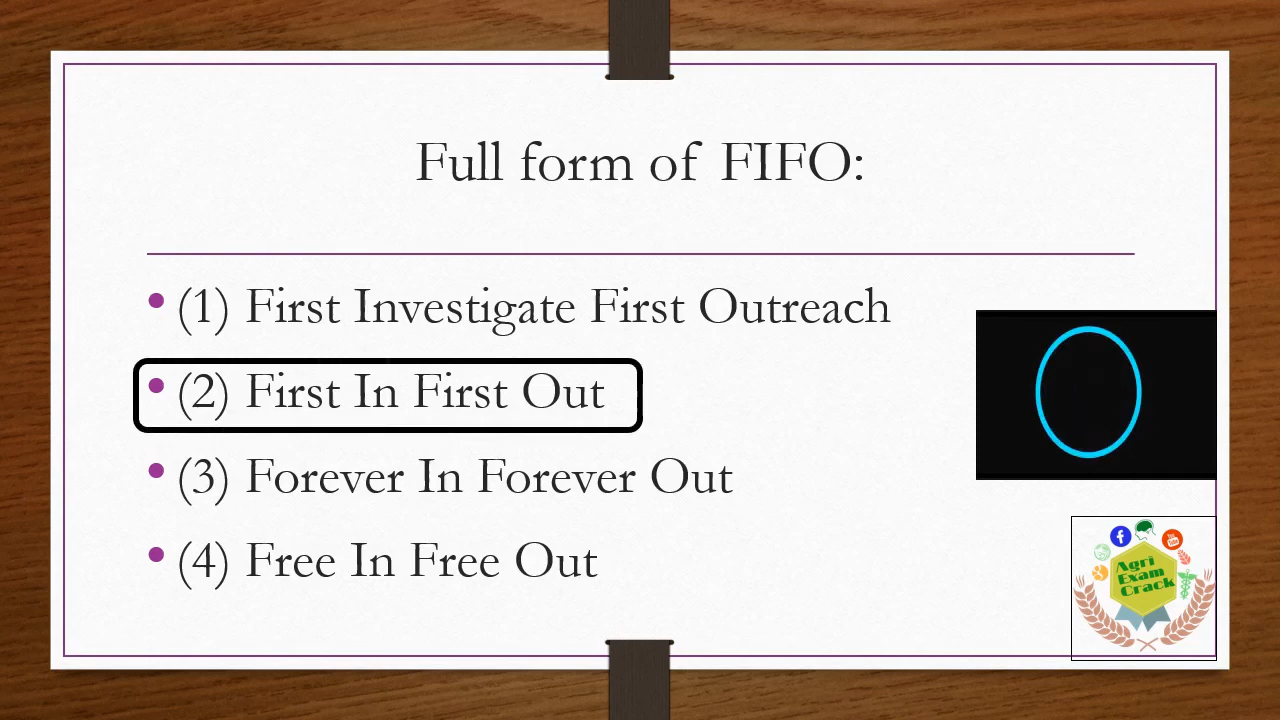 Full form of FIFO:
• (1) First Investigate First Outreach
• (2) First In First Out
• (3) Forever In Forever Out
• (4) Free In Free Out
Agri
Exam
Crack